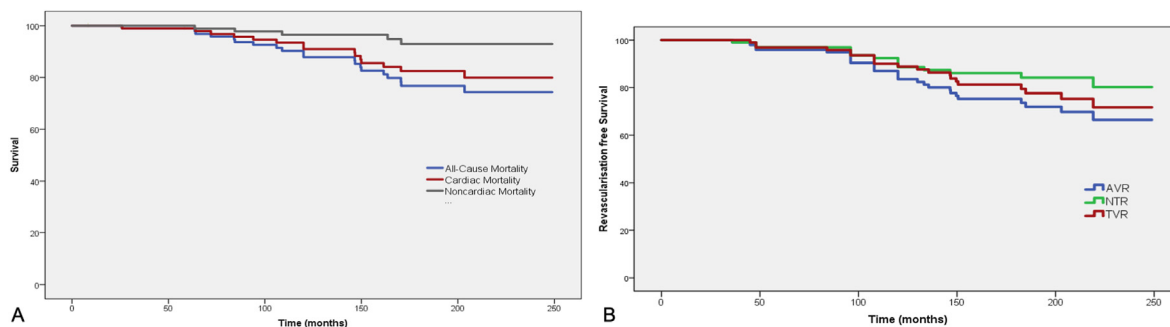 100
80
60
40
20
0
Survival
All-Cause Mortality
Cardiac Mortality
Noncardiac Mortality
...
0 50 100 150 200 250
Time (months)
A
100
80
60
40
20
0
Revascularisation free Survival
AVR
NTR
TVR
0 50 100 150 200 250
Time (months)
B